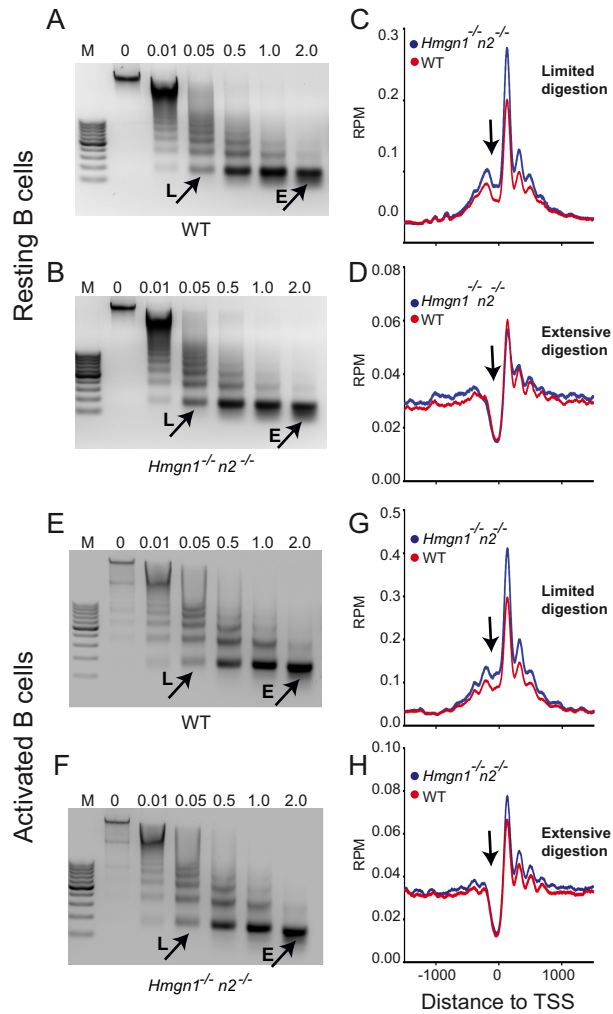 A
M 0 0.01 0.05 0.5 1.0 2.0
L
E
WT
B
M 0 0.01 0.05 0.5 1.0 2.0
L
E
Hmgn1-/- n2 -/-
Resting B cells
C
Hmgn1-/-n2-/-
WT
Limited
digestion
RPM
0.3
0.2
0.1
0.0
D
Hmgn1-/-n2-/-
WT
Extensive
digestion
RPM
0.08
0.06
0.04
0.02
0.00
E
M 0 0.01 0.05 0.5 1.0 2.0
L
E
WT
F
M 0 0.01 0.05 0.5 1.0 2.0
L
E
Hmgn1-/- n2 -/-
Activated B cells
G
Hmgn1-/-n2-/-
WT
Limited
digestion
RPM
0.5
0.4
0.3
0.2
0.1
0.0
H
Hmgn1-/-n2-/-
WT
Extensive
digestion
RPM
0.10
0.08
0.06
0.04
0.02
0.00
-1000 0 1000
Distance to TSS